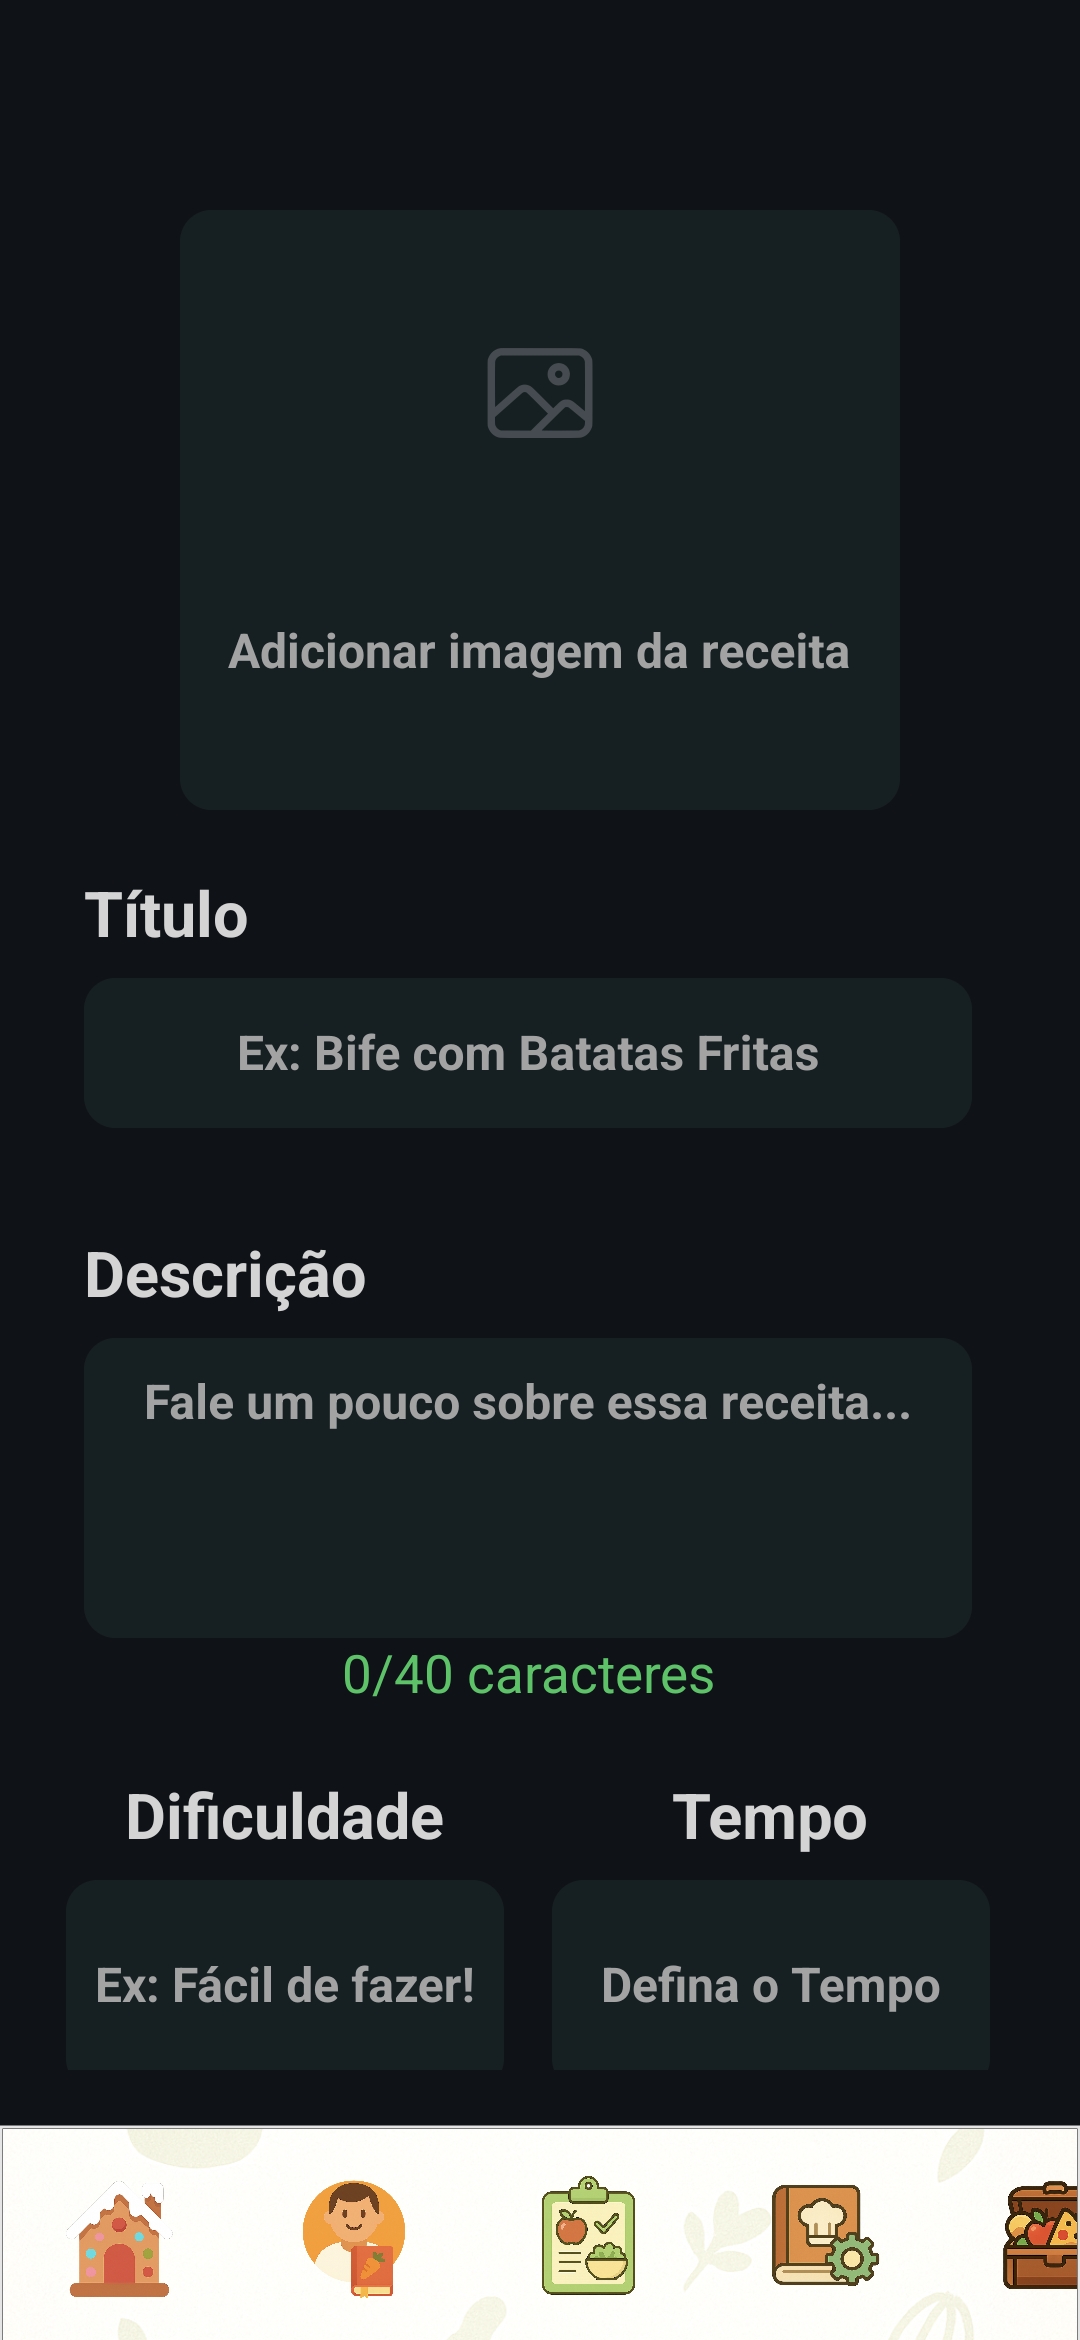 Adicionar imagem da receita
Título
Ex: Bife com Batatas Fritas
Descrição
Fale um pouco sobre essa receita...
0/40 caracteres
Dificuldade
Tempo
Ex: Fácil de fazer!
Defina o Tempo